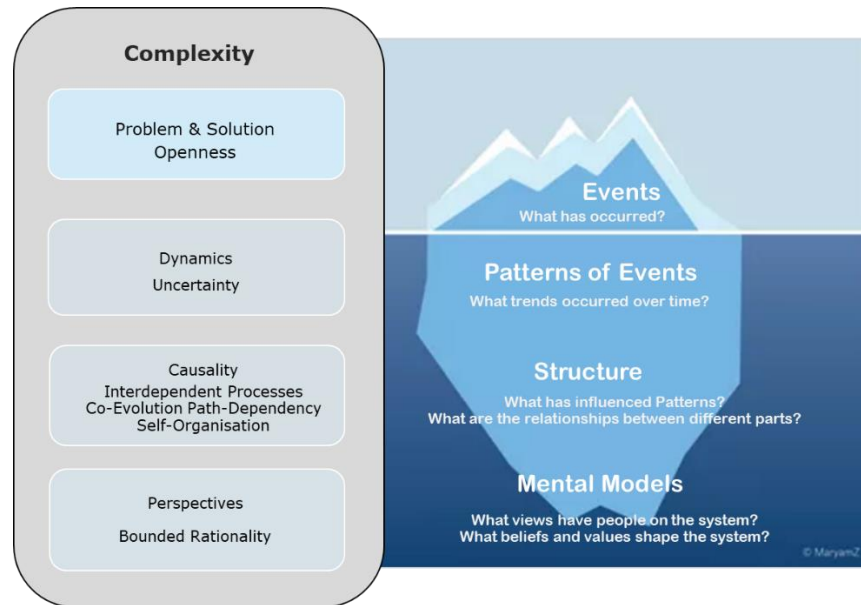 Complexity
Problem & Solution
Openness
Dynamics
Uncertainty
Causality
Interdependent Processes
Co-Evolution Path-Dependency
Self-Organisation
Perspectives
Bounded Rationality
Events
What has occurred?
Patterns of Events
What trends occurred over time?
Structure
What has influenced Patterns?
What are the relationships between different parts?
Mental Models
What views have people on the system?
What beliefs and values shape the system?
© MaryamZ